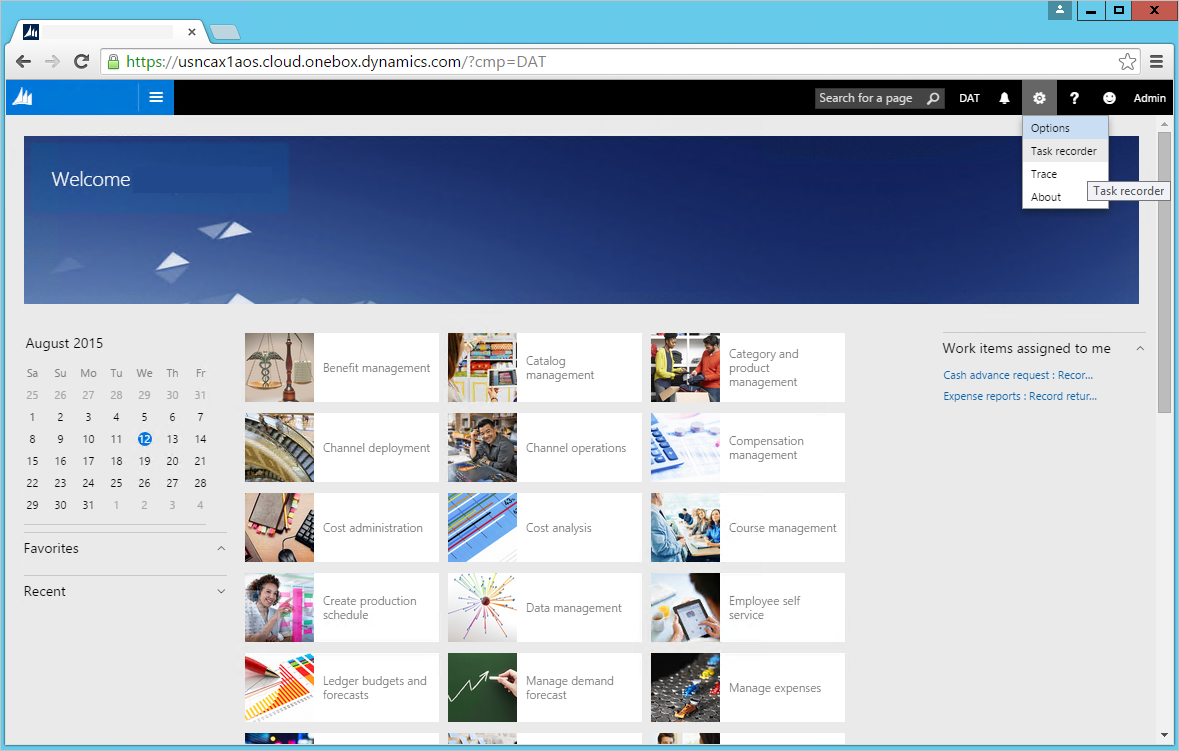 https://usncax1aos.cloud.onebox.dynamics.com/?cmp=DAT
Search for a page
DAT
?
Admin
Options
Task recorder
Trace
About
Task recorder
Welcome
August 2015
Sa Su Mo Tu We Th Fr
25 26 27 28 29 30 31
1 2 3 4 5 6 7
8 9 10 11 12 13 14
15 16 17 18 19 20 21
22 23 24 25 26 27 28
29 30 31 1 2 3 4
Favorites
Recent
Benefit management
Catalog
management
Category and
product
management
Channel deployment
Channel operations
Compensation
management
Cost administration
Cost analysis
Course management
Create production
schedule
Data management
Employee self
service
Ledger budgets and
forecasts
Manage demand
forecast
Manage expenses
Work items assigned to me
Cash advance request : Recor...
Expense reports : Record retur...